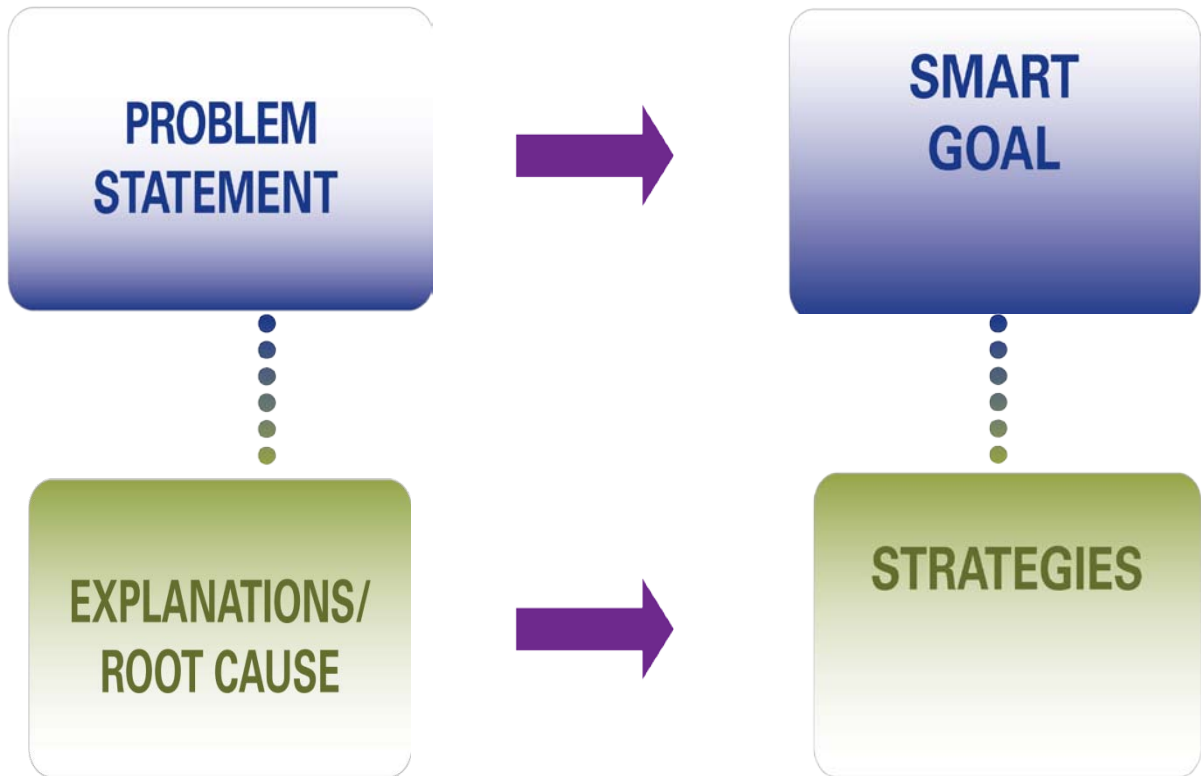 PROBLEM
STATEMENT
SMART
GOAL
EXPLANATIONS/
ROOT CAUSE
STRATEGIES